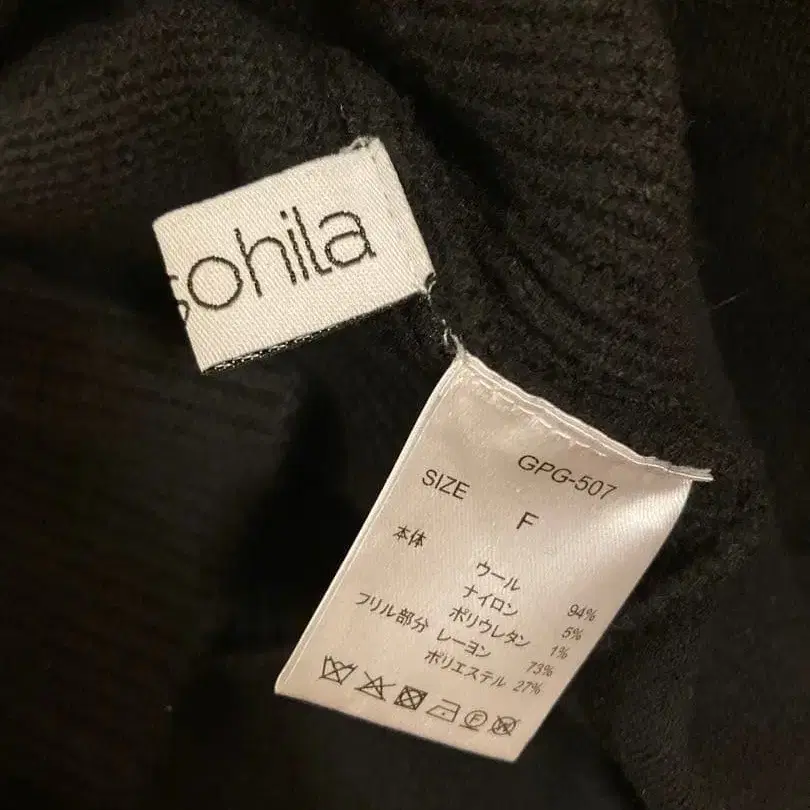 sohila
GPG-507
SIZE F
本体
ウール 94%
ナイロン 5%
ポリウレタン 1%
フリル部分 レーヨン 73%
ポリエステル 27%
F
W